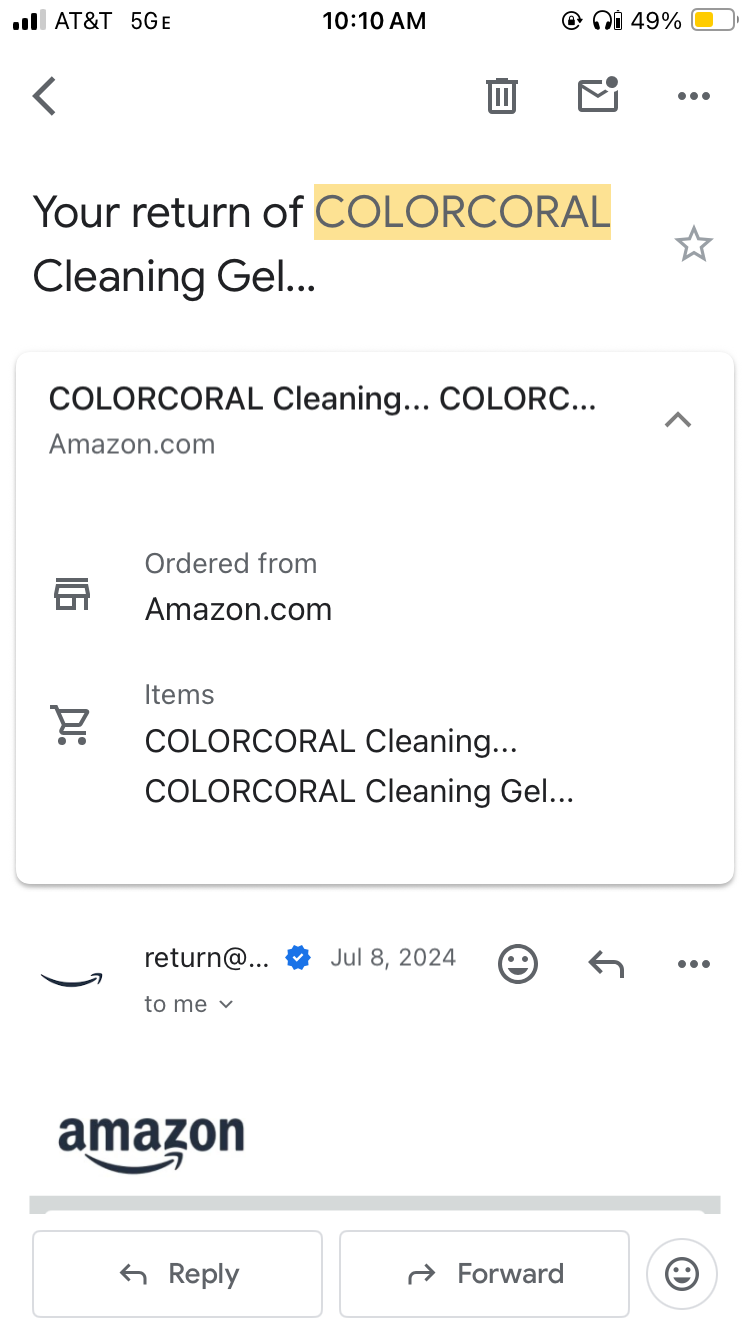 AT&T 5GE 10:10 AM 49%
Your return of COLORCORAL
Cleaning Gel...
COLORCORAL Cleaning... COLORC...
Amazon.com
Ordered from
Amazon.com
Items
COLORCORAL Cleaning...
COLORCORAL Cleaning Gel...
return@... Jul 8, 2024
to me
amazon
Reply Forward